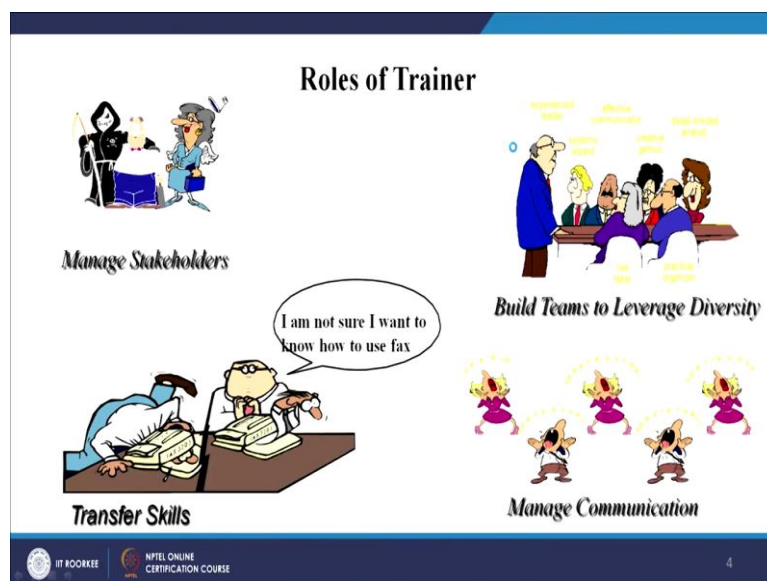 Roles of Trainer
Manage Stakeholders
Build Teams to Leverage Diversity
I am not sure I want to
know how to use fax
Transfer Skills
Manage Communication
IIT ROORKEE
NPTEL ONLINE
CERTIFICATION COURSE
4